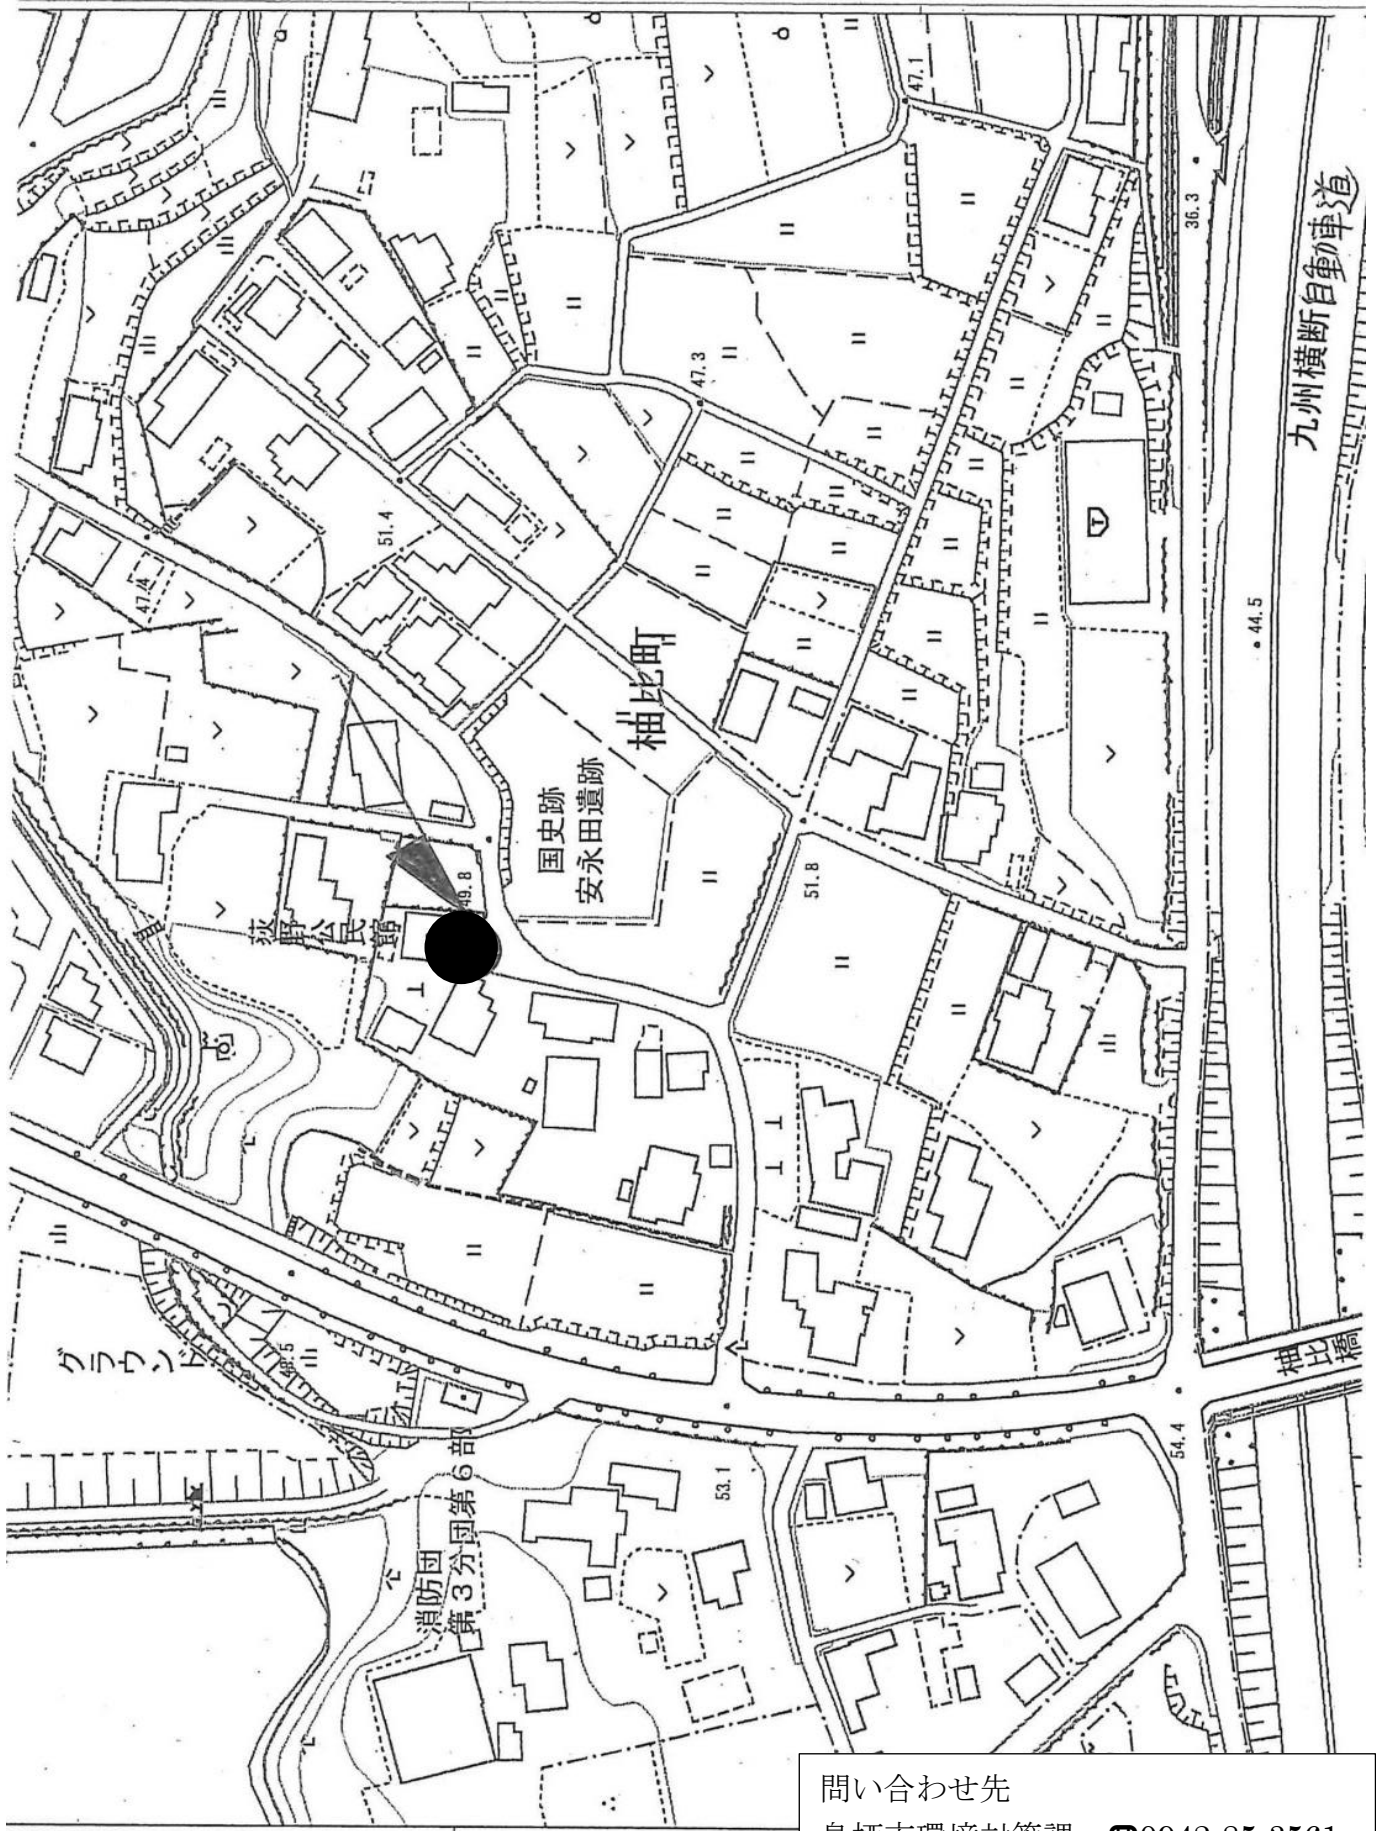 47.1
36.3
九州横断自動車道
47.3
51.4
47.4
44.5
柚比町
国史跡
安永田遺跡
49.8
51.8
荻野公民館
グラウンド
48.5
柚比橋
54.4
53.1
消防団
第3分団第6部
問い合わせ先